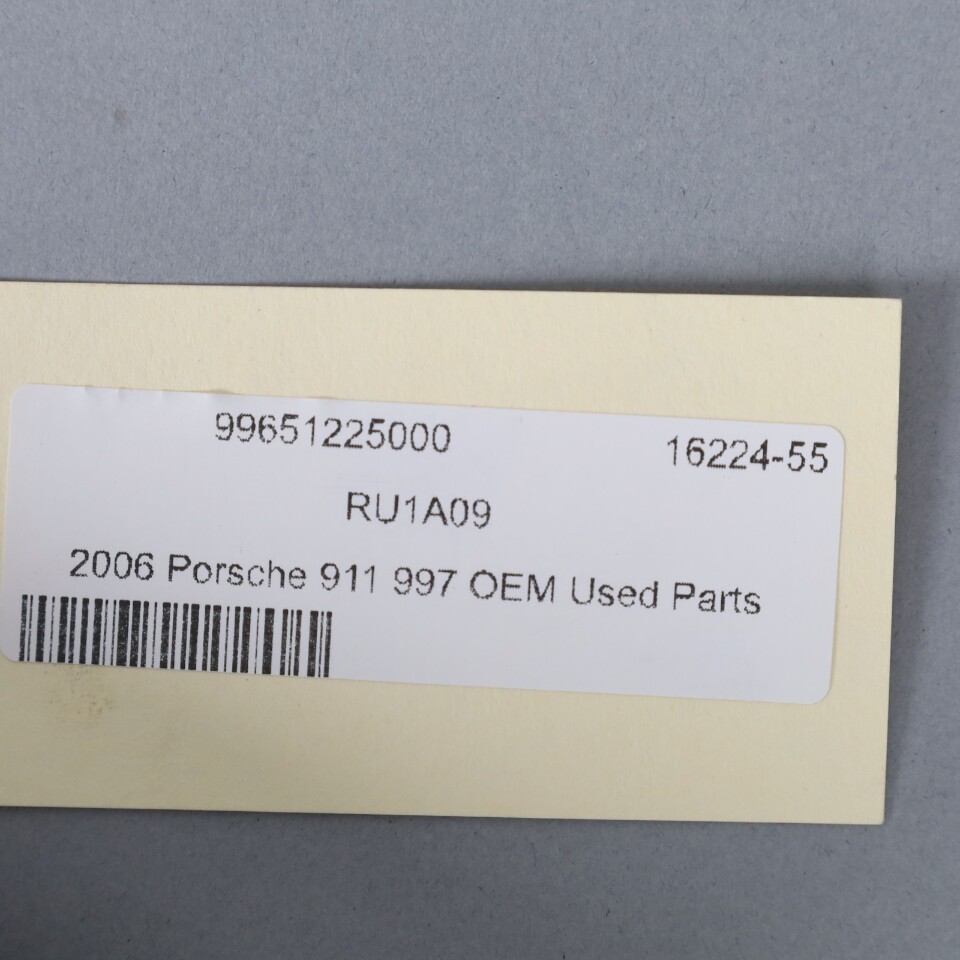 99651225000 16224-55
RU1A09
2006 Porsche 911 997 OEM Used Parts